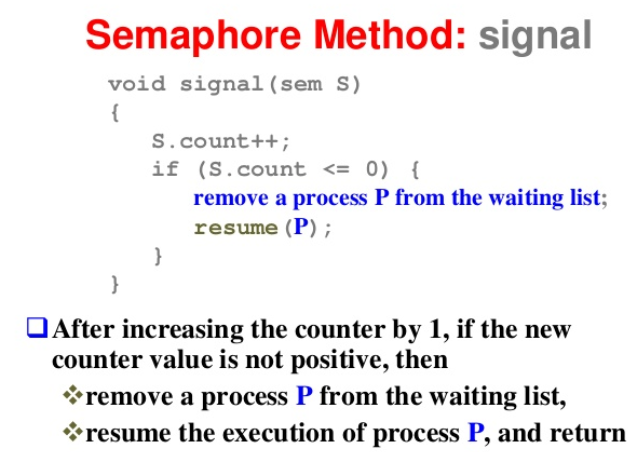 Semaphore Method: signal
void signal(sem S)
{
S.count++;
if (S.count <= 0) {
remove a process P from the waiting list;
resume(P);
}
}
❑After increasing the counter by 1, if the new
counter value is not positive, then
❖remove a process P from the waiting list,
❖resume the execution of process P, and return